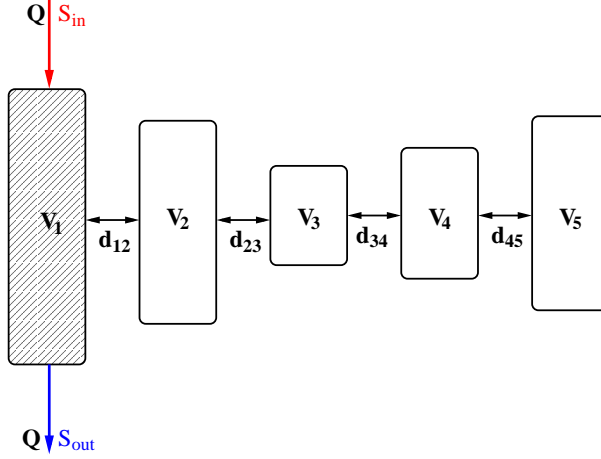 Q S_in
V_1 V_2 V_3 V_4 V_5
d_12 d_23 d_34 d_45
Q S_out